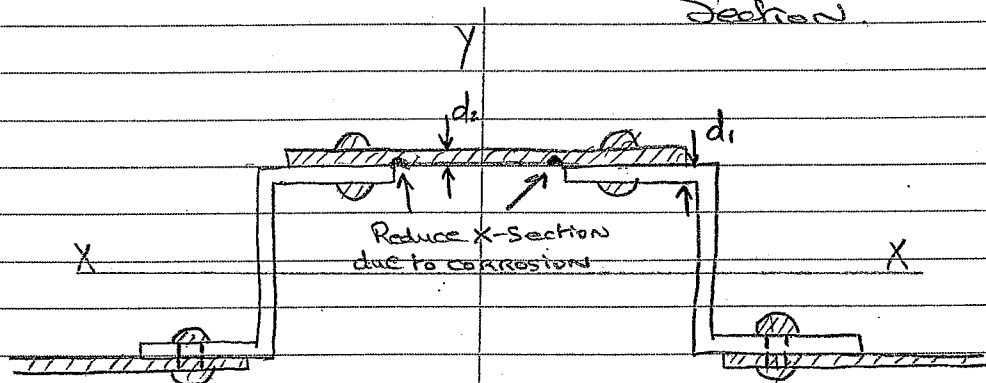 Section.
Y
d₂
d₁
Reduce X-Section
due to corrosion
X
X